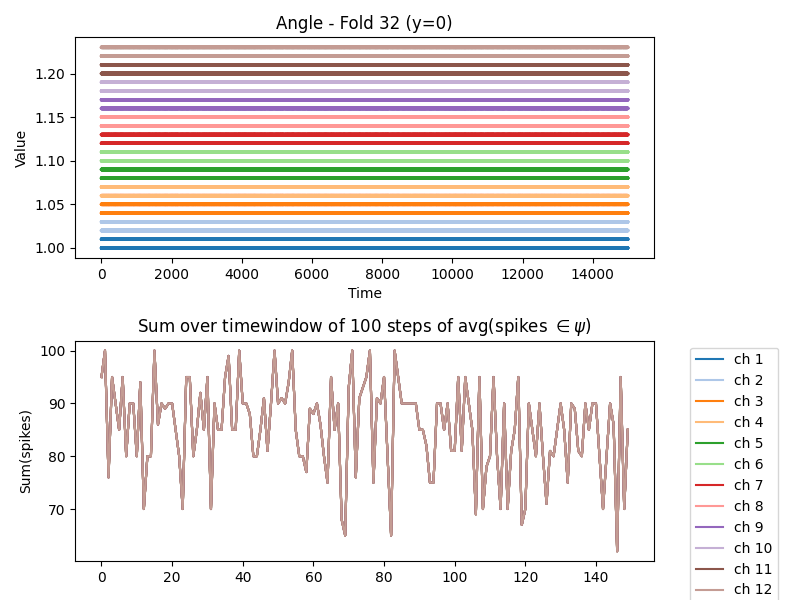 Angle - Fold 32 (y=0)
Value
1.20
1.15
1.10
1.05
1.00
0 2000 4000 6000 8000 10000 12000 14000
Time
Sum over timewindow of 100 steps of avg(spikes ∈ ψ)
Sum(spikes)
100
90
80
70
0 20 40 60 80 100 120 140
ch 1
ch 2
ch 3
ch 4
ch 5
ch 6
ch 7
ch 8
ch 9
ch 10
ch 11
ch 12